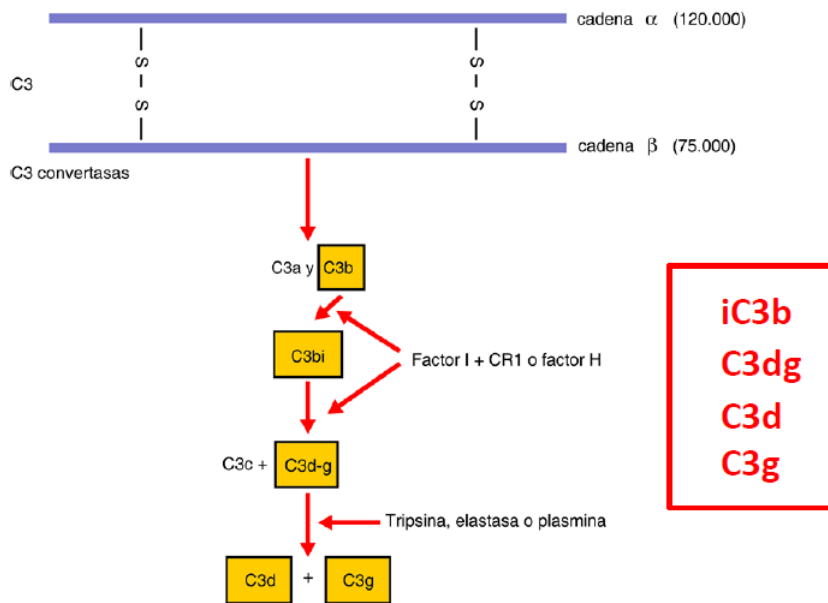 cadena α (120.000)
S S
C3
S S
cadena β (75.000)
C3 convertasas
C3a y C3b
C3bi
Factor I + CR1 o factor H
C3c + C3d-g
Tripsina, elastasa o plasmina
C3d + C3g
iC3b
C3dg
C3d
C3g